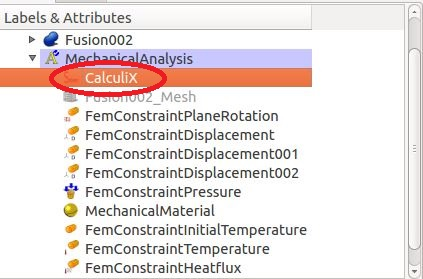 Labels & Attributes
Fusion002
MechanicalAnalysis
CalculiX
Fusion002_Mesh
FemConstraintPlaneRotation
FemConstraintDisplacement
FemConstraintDisplacement001
FemConstraintDisplacement002
FemConstraintPressure
MechanicalMaterial
FemConstraintInitialTemperature
FemConstraintTemperature
FemConstraintHeatflux